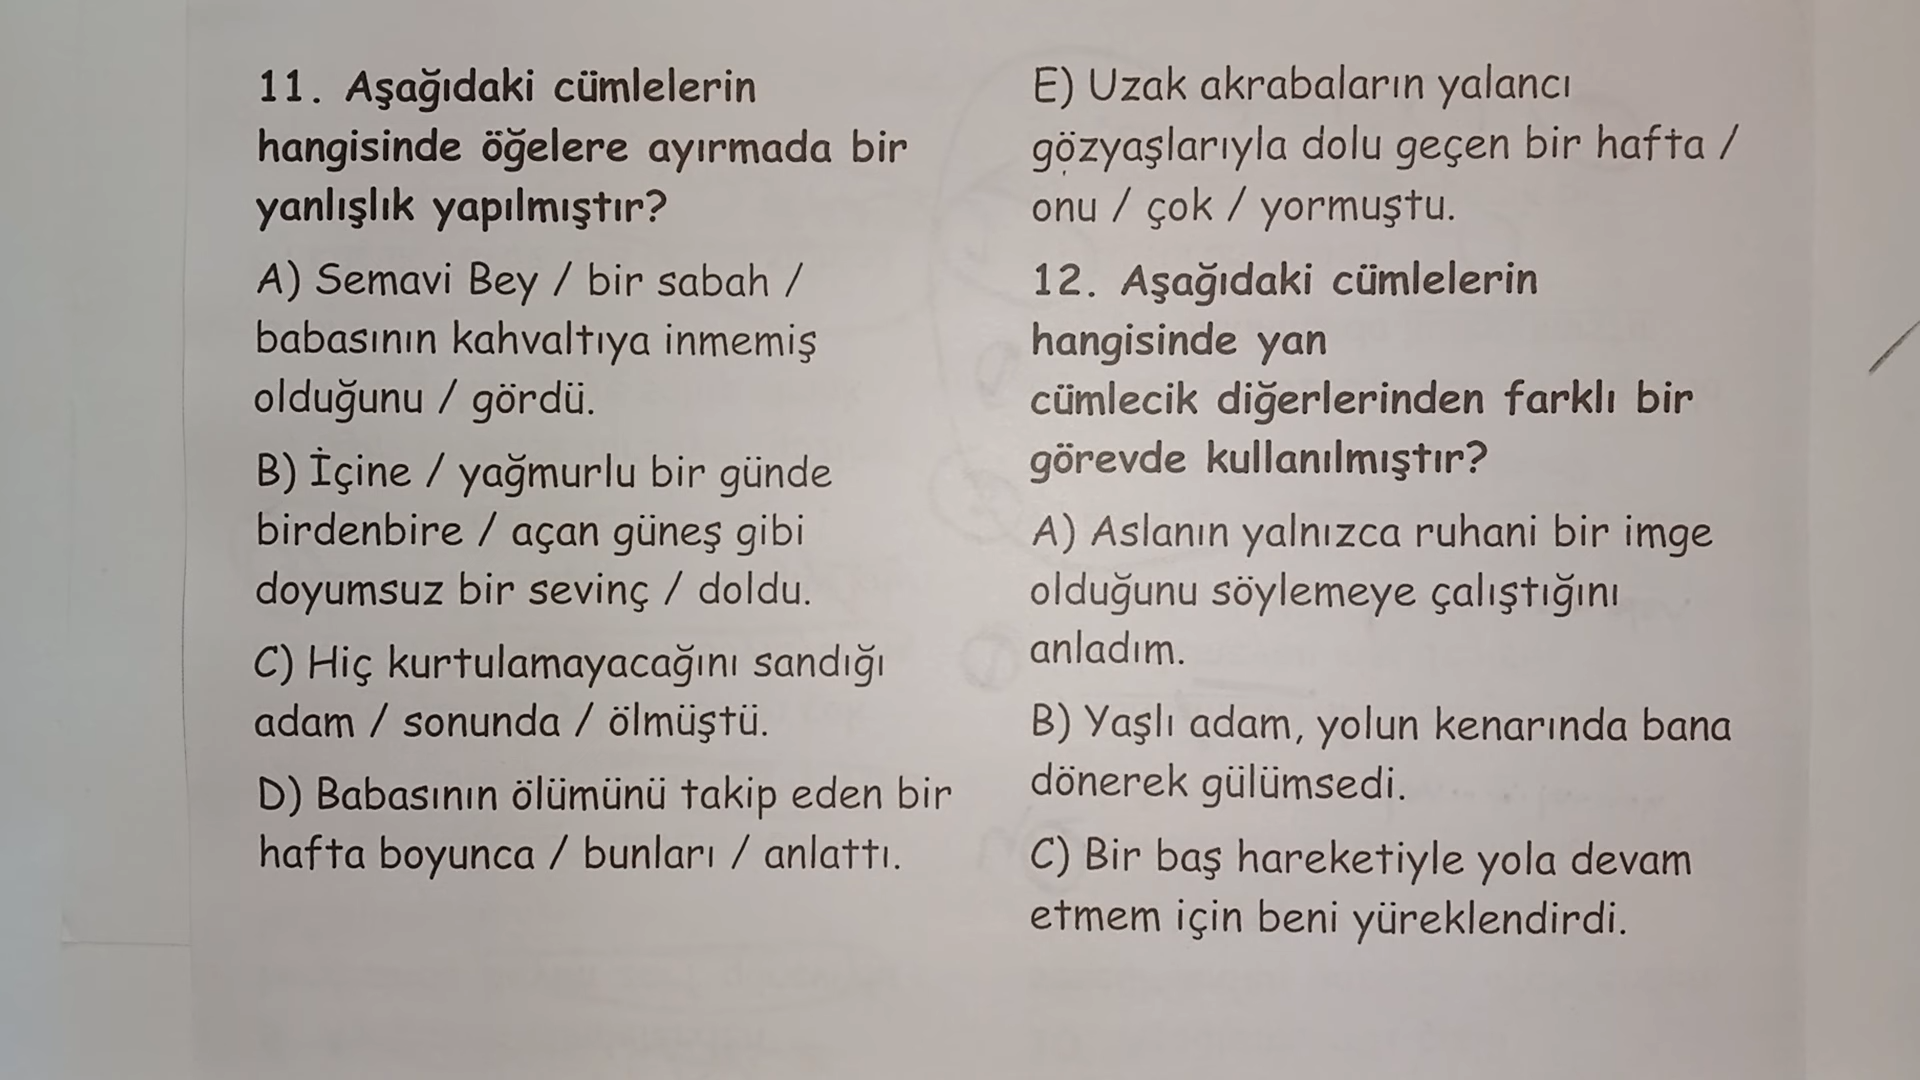 11. Aşağıdaki cümlelerin
hangisinde öğelere ayırmada bir
yanlışlık yapılmıştır?
A) Semavi Bey / bir sabah /
babasının kahvaltıya inmemiş
olduğunu / gördü.
B) İçine / yağmurlu bir günde
birdenbire / açan güneş gibi
doyumsuz bir sevinç / doldu.
C) Hiç kurtulamayacağını sandığı
adam / sonunda / ölmüştü.
D) Babasının ölümünü takip eden bir
hafta boyunca / bunları / anlattı.
E) Uzak akrabaların yalancı
gözyaşlarıyla dolu geçen bir hafta /
onu / çok / yormuştu.
12. Aşağıdaki cümlelerin
hangisinde yan
cümlecik diğerlerinden farklı bir
görevde kullanılmıştır?
A) Aslanın yalnızca ruhani bir imge
olduğunu söylemeye çalıştığını
anladım.
B) Yaşlı adam, yolun kenarında bana
dönerek gülümsedi.
C) Bir baş hareketiyle yola devam
etmem için beni yüreklendirdi.